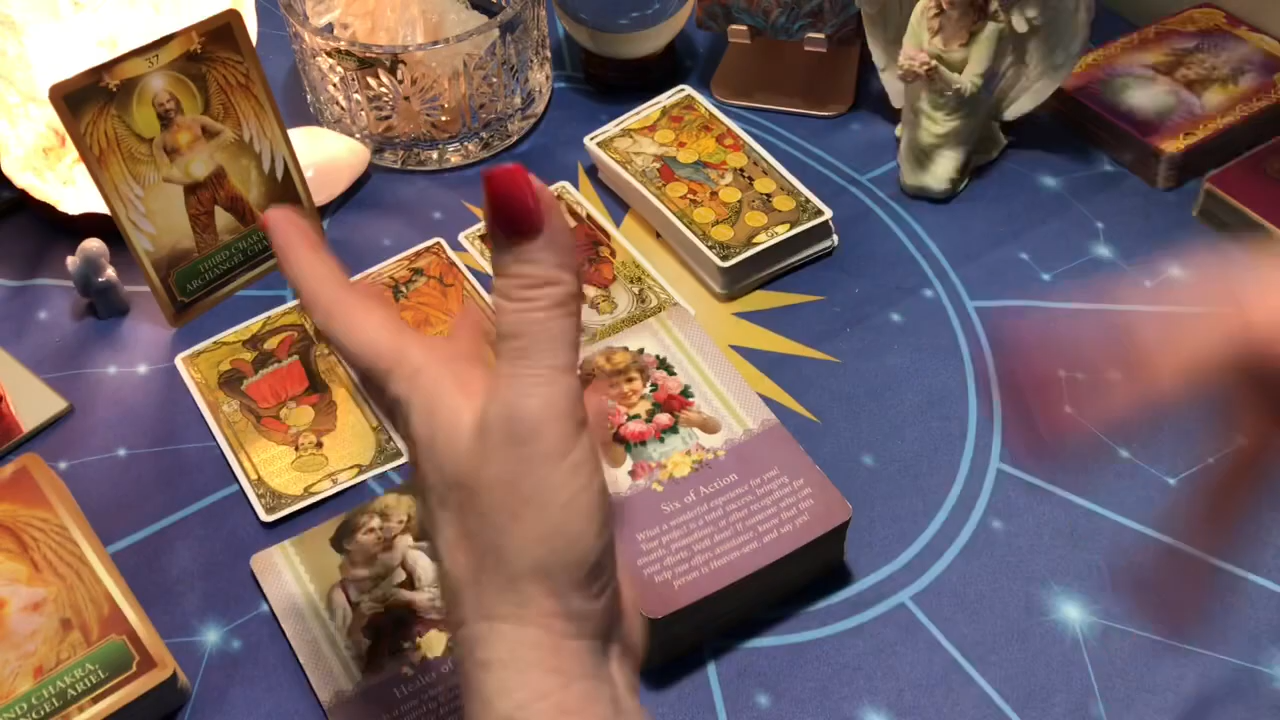 37
THIRD CHAKRA
ARCHANGEL
Six of Action
What a wonderful experience for you!
Your project is a total success, bringing
awards, promotion, or other recognition for
your efforts. Well done! If someone who can
help you offers assistance, know that this
person is Heaven-sent, and say yes!
Healer of
CHAKRA,
ARIEL